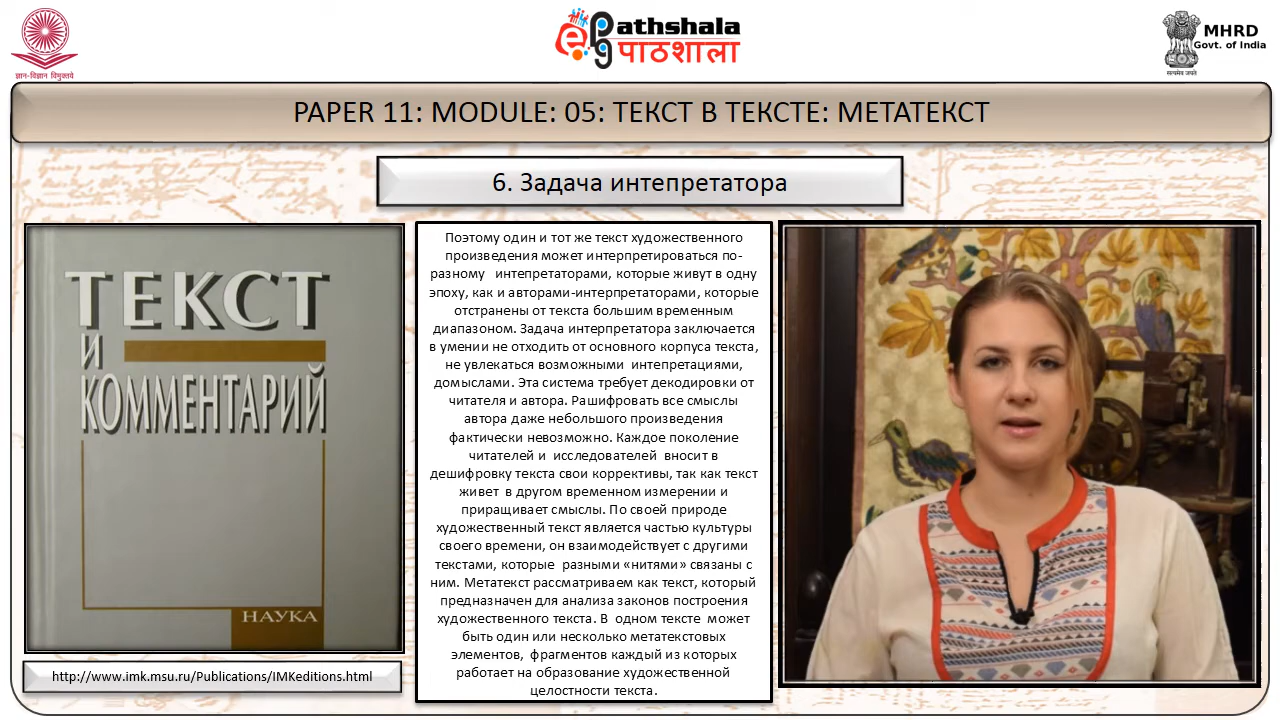 ज्ञान-विज्ञान विमुक्तये
ePathshala
पाठशाला
MHRD
Govt. of India
सत्यमेव जयते
PAPER 11: MODULE: 05: ТЕКСТ В ТЕКСТЕ: МЕТАТЕКСТ
6. Задача интепретатора
ТЕКСТ
И
КОММЕНТАРИЙ
НАУКА
http://www.imk.msu.ru/Publications/IMKeditions.html
Поэтому один и тот же текст художественного
произведения может интерпретироваться по-
разному интепретаторами, которые живут в одну
эпоху, как и авторами-интерпретаторами, которые
отстранены от текста большим временным
диапазоном. Задача интерпретатора заключается
в умении не отходить от основного корпуса текста,
не увлекаться возможными интепретациями,
домыслами. Эта система требует декодировки от
читателя и автора. Рашифровать все смыслы
автора даже небольшого произведения
фактически невозможно. Каждое поколение
читателей и исследователей вносит в
дешифровку текста свои коррективы, так как текст
живет в другом временном измерении и
приращивает смыслы. По своей природе
художественный текст является частью культуры
своего времени, он взаимодействует с другими
текстами, которые разными «нитями» связаны с
ним. Метатекст рассматриваем как текст, который
предназначен для анализа законов построения
художественного текста. В одном тексте может
быть один или несколько метатекстовых
элементов, фрагментов каждый из которых
работает на образование художественной
целостности текста.